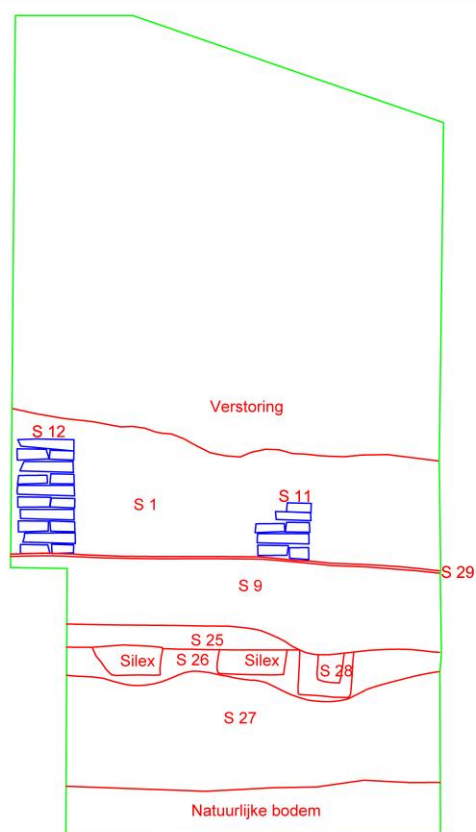 Verstoring
S 12
S 1
S 11
S 29
S 9
S 25
Silex
S 26
Silex
S 28
S 27
Natuurlijke bodem